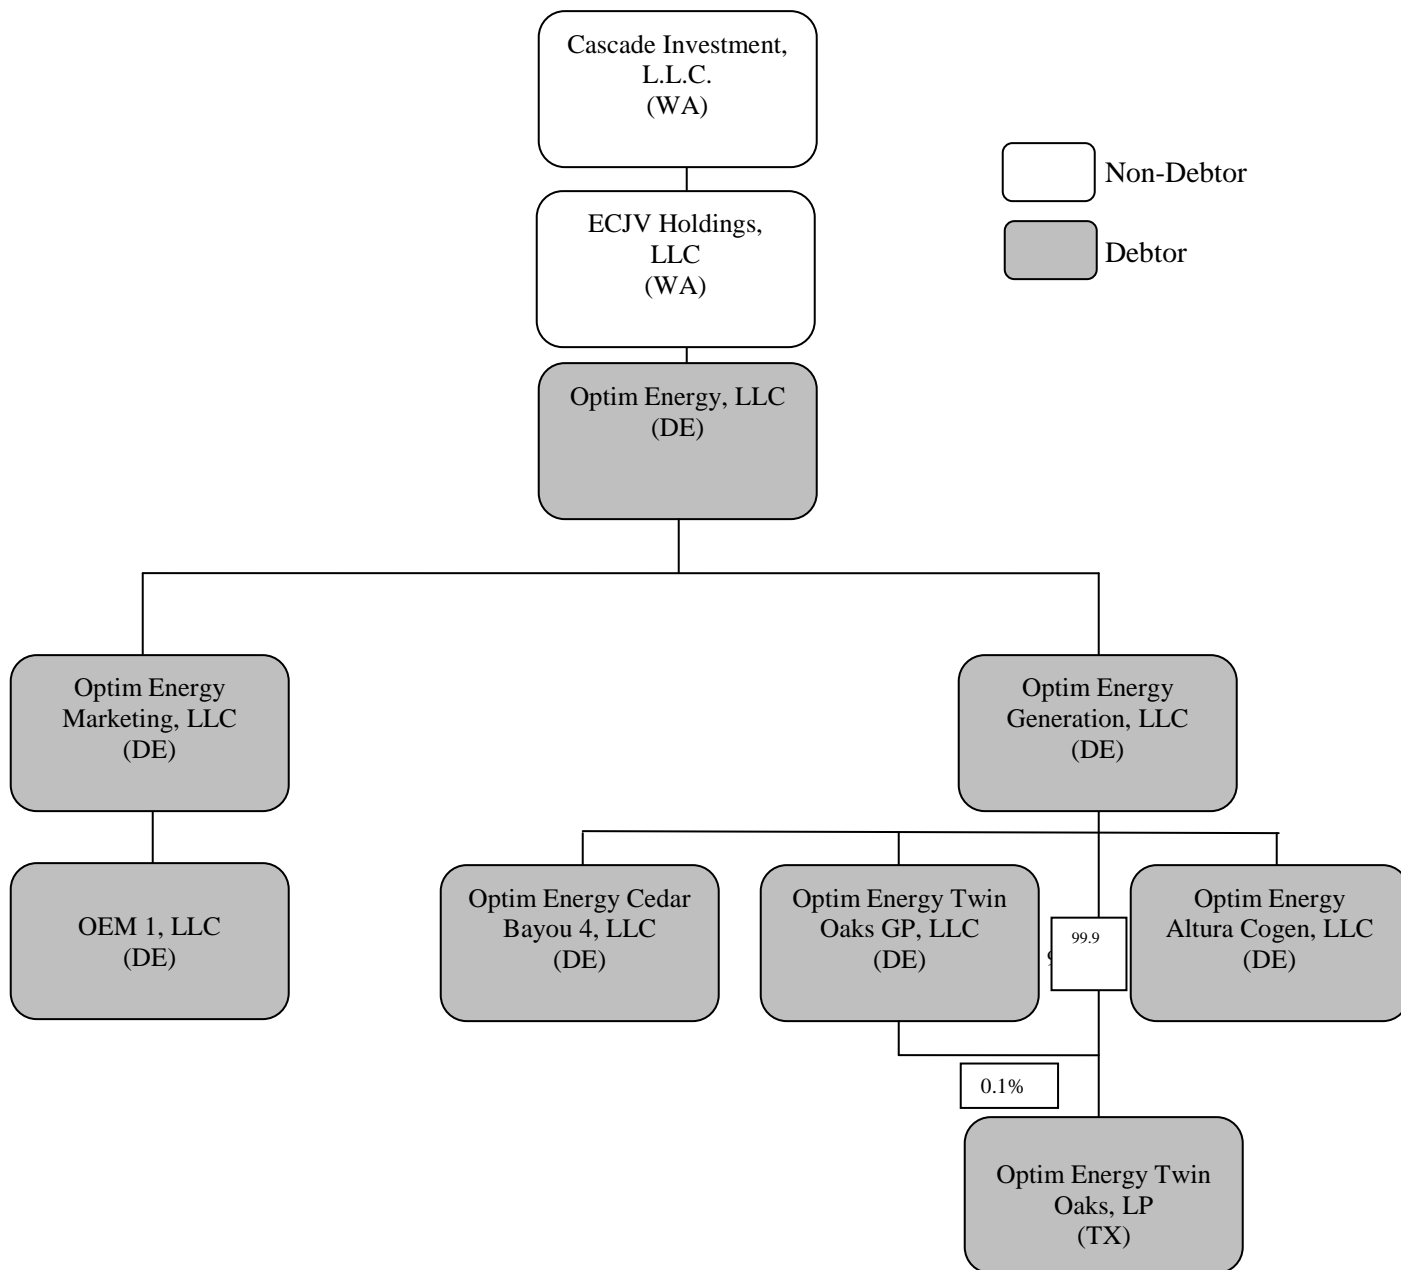 Cascade Investment,
L.L.C.
(WA)
Non-Debtor
ECJV Holdings,
LLC
(WA)
Debtor
Optim Energy, LLC
(DE)
Optim Energy
Marketing, LLC
(DE)
Optim Energy
Generation, LLC
(DE)
OEM 1, LLC
(DE)
Optim Energy Cedar
Bayou 4, LLC
(DE)
Optim Energy Twin
Oaks GP, LLC
(DE)
99.9
Optim Energy
Altura Cogen, LLC
(DE)
0.1%
Optim Energy Twin
Oaks, LP
(TX)